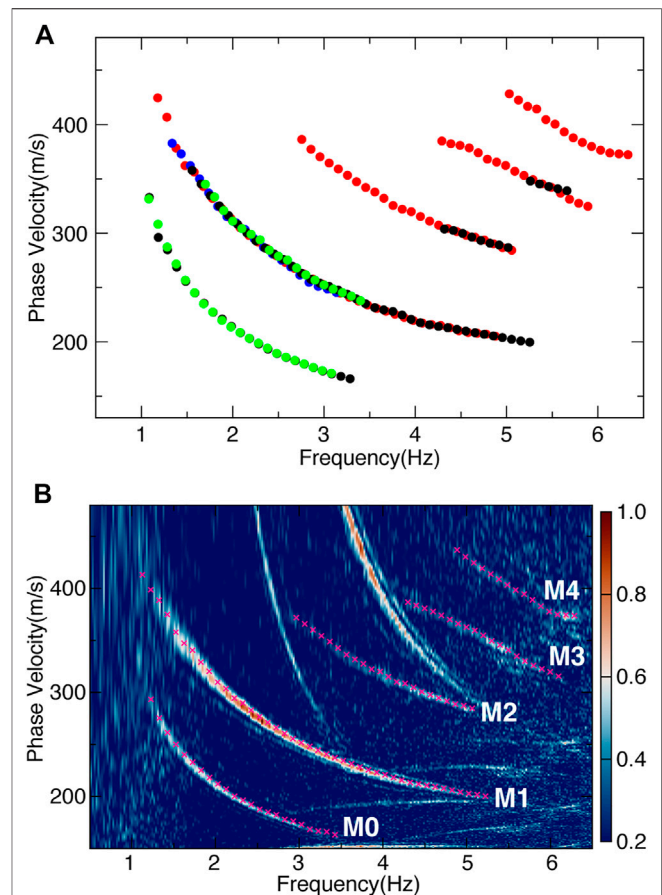 A
400
300
200
Phase Velocity(m/s)
1 2 3 4 5 6
Frequency(Hz)
B
400
300
200
Phase Velocity(m/s)
M4
M3
M2
M1
M0
1 2 3 4 5 6
Frequency(Hz)
1.0
0.8
0.6
0.4
0.2